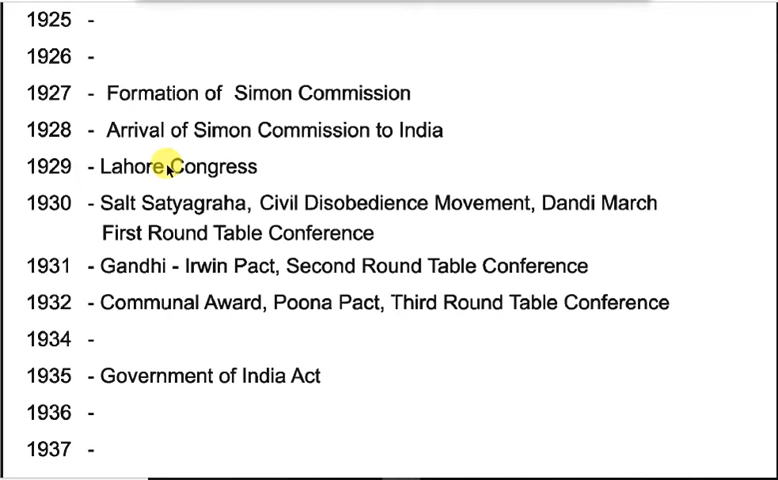 1925 -
1926 -
1927 - Formation of Simon Commission
1928 - Arrival of Simon Commission to India
1929 - Lahore Congress
1930 - Salt Satyagraha, Civil Disobedience Movement, Dandi March
First Round Table Conference
1931 - Gandhi - Irwin Pact, Second Round Table Conference
1932 - Communal Award, Poona Pact, Third Round Table Conference
1934 -
1935 - Government of India Act
1936 -
1937 -